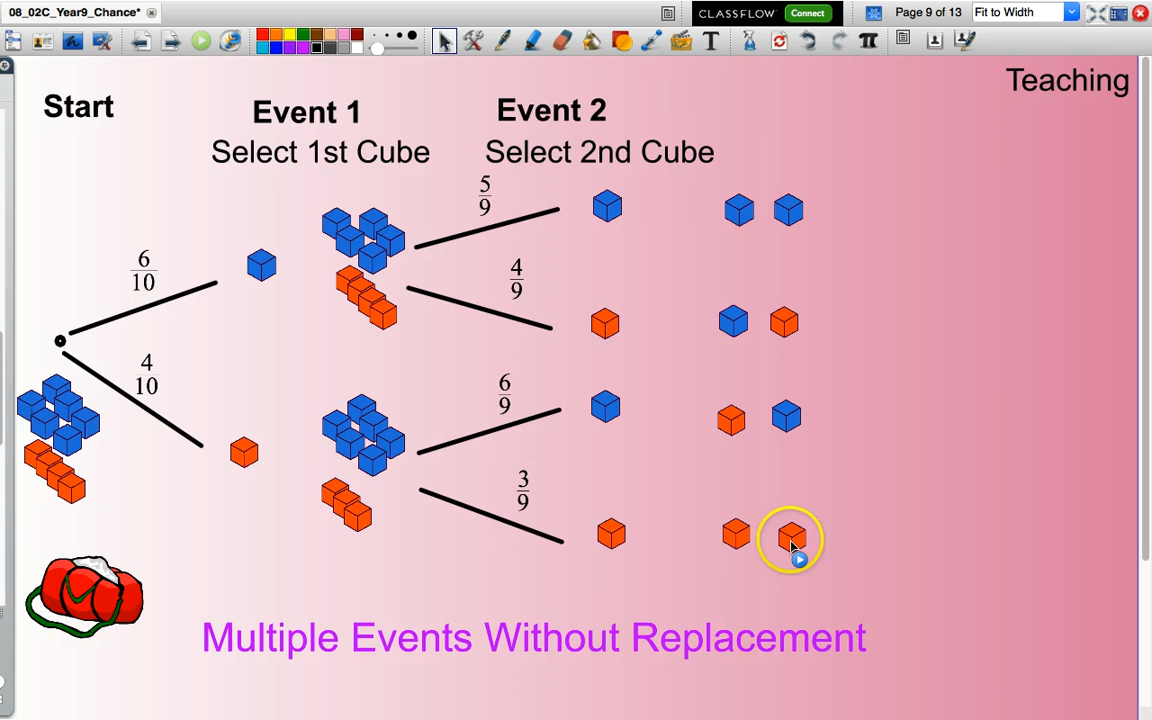 08_02C_Year9_Chance*
CLASSFLOW Connect
Page 9 of 13
Fit to Width
Teaching
Start
Event 1
Event 2
Select 1st Cube
Select 2nd Cube
5/9
6/10
4/9
4/10
6/9
3/9
Multiple Events Without Replacement